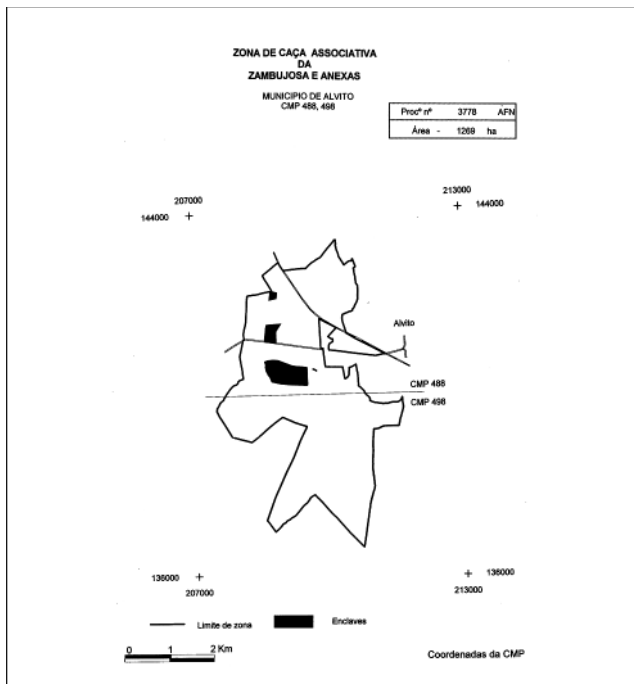 ZONA DE CAÇA ASSOCIATIVA
DA
ZAMBUJOSA E ANEXAS
MUNICIPIO DE ALVITO
CMP 488, 498
Procº nº 3778 AFN
Área - 1269 ha
207000
144000
213000
144000
Alvito
CMP 488
CMP 498
136000
207000
136000
213000
Limite de zona
Enclaves
0 1 2 Km
Coordenadas da CMP